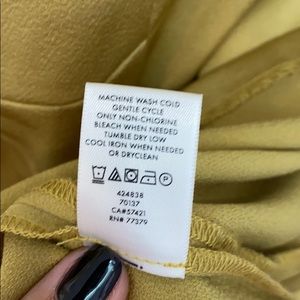 MACHINE WASH COLD
GENTLE CYCLE
ONLY NON-CHLORINE
BLEACH WHEN NEEDED
TUMBLE DRY LOW
COOL IRON WHEN NEEDED
OR DRYCLEAN
424838
70137
CA#57421
RN# 77379